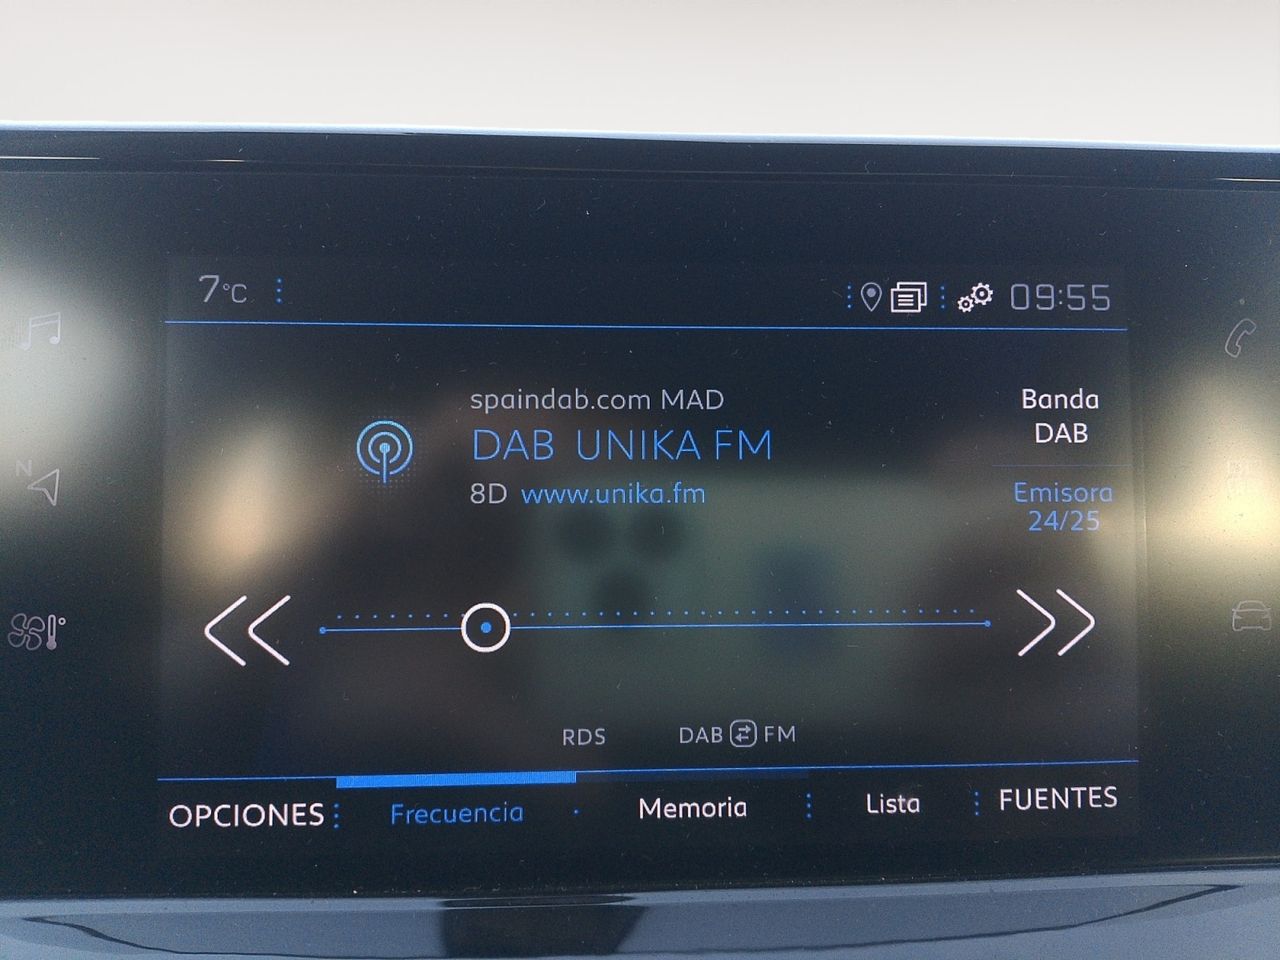 7°C
09:55
spaindab.com MAD
DAB UNIKA FM
8D www.unika.fm
Banda
DAB
Emisora
24/25
N
RDS
DAB FM
OPCIONES
Frecuencia
Memoria
Lista
FUENTES